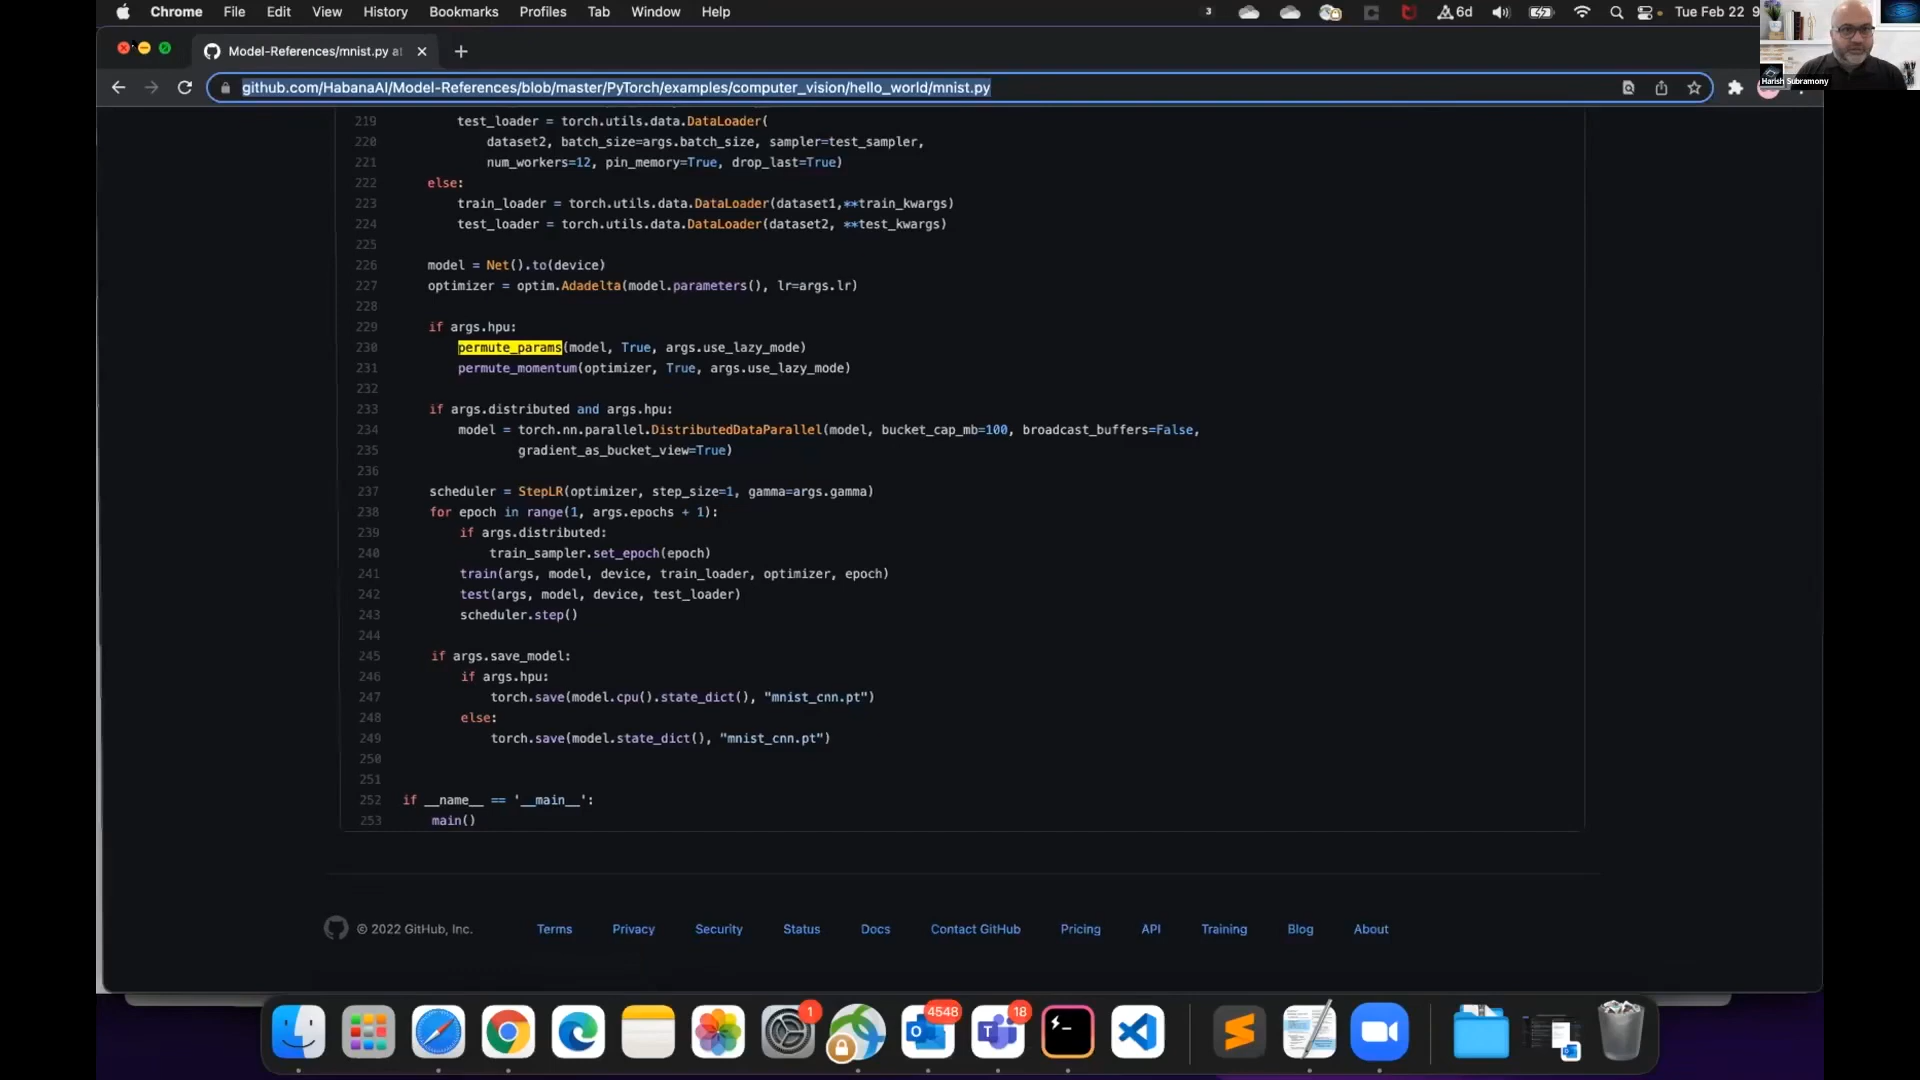 Chrome File Edit View History Bookmarks Profiles Tab Window Help 3 6d Tue Feb 22 9
Model-References/mnist.py a
github.com/HabanaAI/Model-References/blob/master/PyTorch/examples/computer_vision/hello_world/mnist.py
Harish Subramony
219 test_loader = torch.utils.data.DataLoader(
220 dataset2, batch_size=args.batch_size, sampler=test_sampler,
221 num_workers=12, pin_memory=True, drop_last=True)
222 else:
223 train_loader = torch.utils.data.DataLoader(dataset1,**train_kwargs)
224 test_loader = torch.utils.data.DataLoader(dataset2, **test_kwargs)
225
226 model = Net().to(device)
227 optimizer = optim.Adadelta(model.parameters(), lr=args.lr)
228
229 if args.hpu:
230 permute_params(model, True, args.use_lazy_mode)
231 permute_momentum(optimizer, True, args.use_lazy_mode)
232
233 if args.distributed and args.hpu:
234 model = torch.nn.parallel.DistributedDataParallel(model, bucket_cap_mb=100, broadcast_buffers=False,
235 gradient_as_bucket_view=True)
236
237 scheduler = StepLR(optimizer, step_size=1, gamma=args.gamma)
238 for epoch in range(1, args.epochs + 1):
239 if args.distributed:
240 train_sampler.set_epoch(epoch)
241 train(args, model, device, train_loader, optimizer, epoch)
242 test(args, model, device, test_loader)
243 scheduler.step()
244
245 if args.save_model:
246 if args.hpu:
247 torch.save(model.cpu().state_dict(), "mnist_cnn.pt")
248 else:
249 torch.save(model.state_dict(), "mnist_cnn.pt")
250
251
252 if __name__ == '__main__':
253 main()
© 2022 GitHub, Inc. Terms Privacy Security Status Docs Contact GitHub Pricing API Training Blog About
1 4548 18